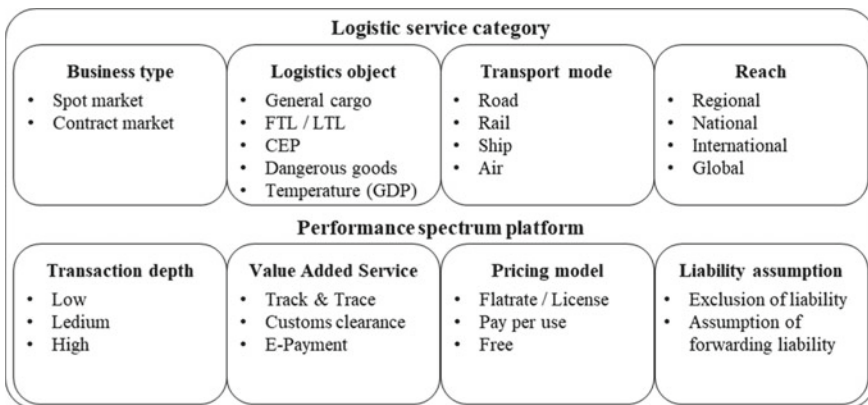 Logistic service category
Business type
• Spot market
• Contract market
Logistics object
• General cargo
• FTL / LTL
• CEP
• Dangerous goods
• Temperature (GDP)
Transport mode
• Road
• Rail
• Ship
• Air
Reach
• Regional
• National
• International
• Global
Performance spectrum platform
Transaction depth
• Low
• Ledium
• High
Value Added Service
• Track & Trace
• Customs clearance
• E-Payment
Pricing model
• Flatrate / License
• Pay per use
• Free
Liability assumption
• Exclusion of liability
• Assumption of
forwarding liability